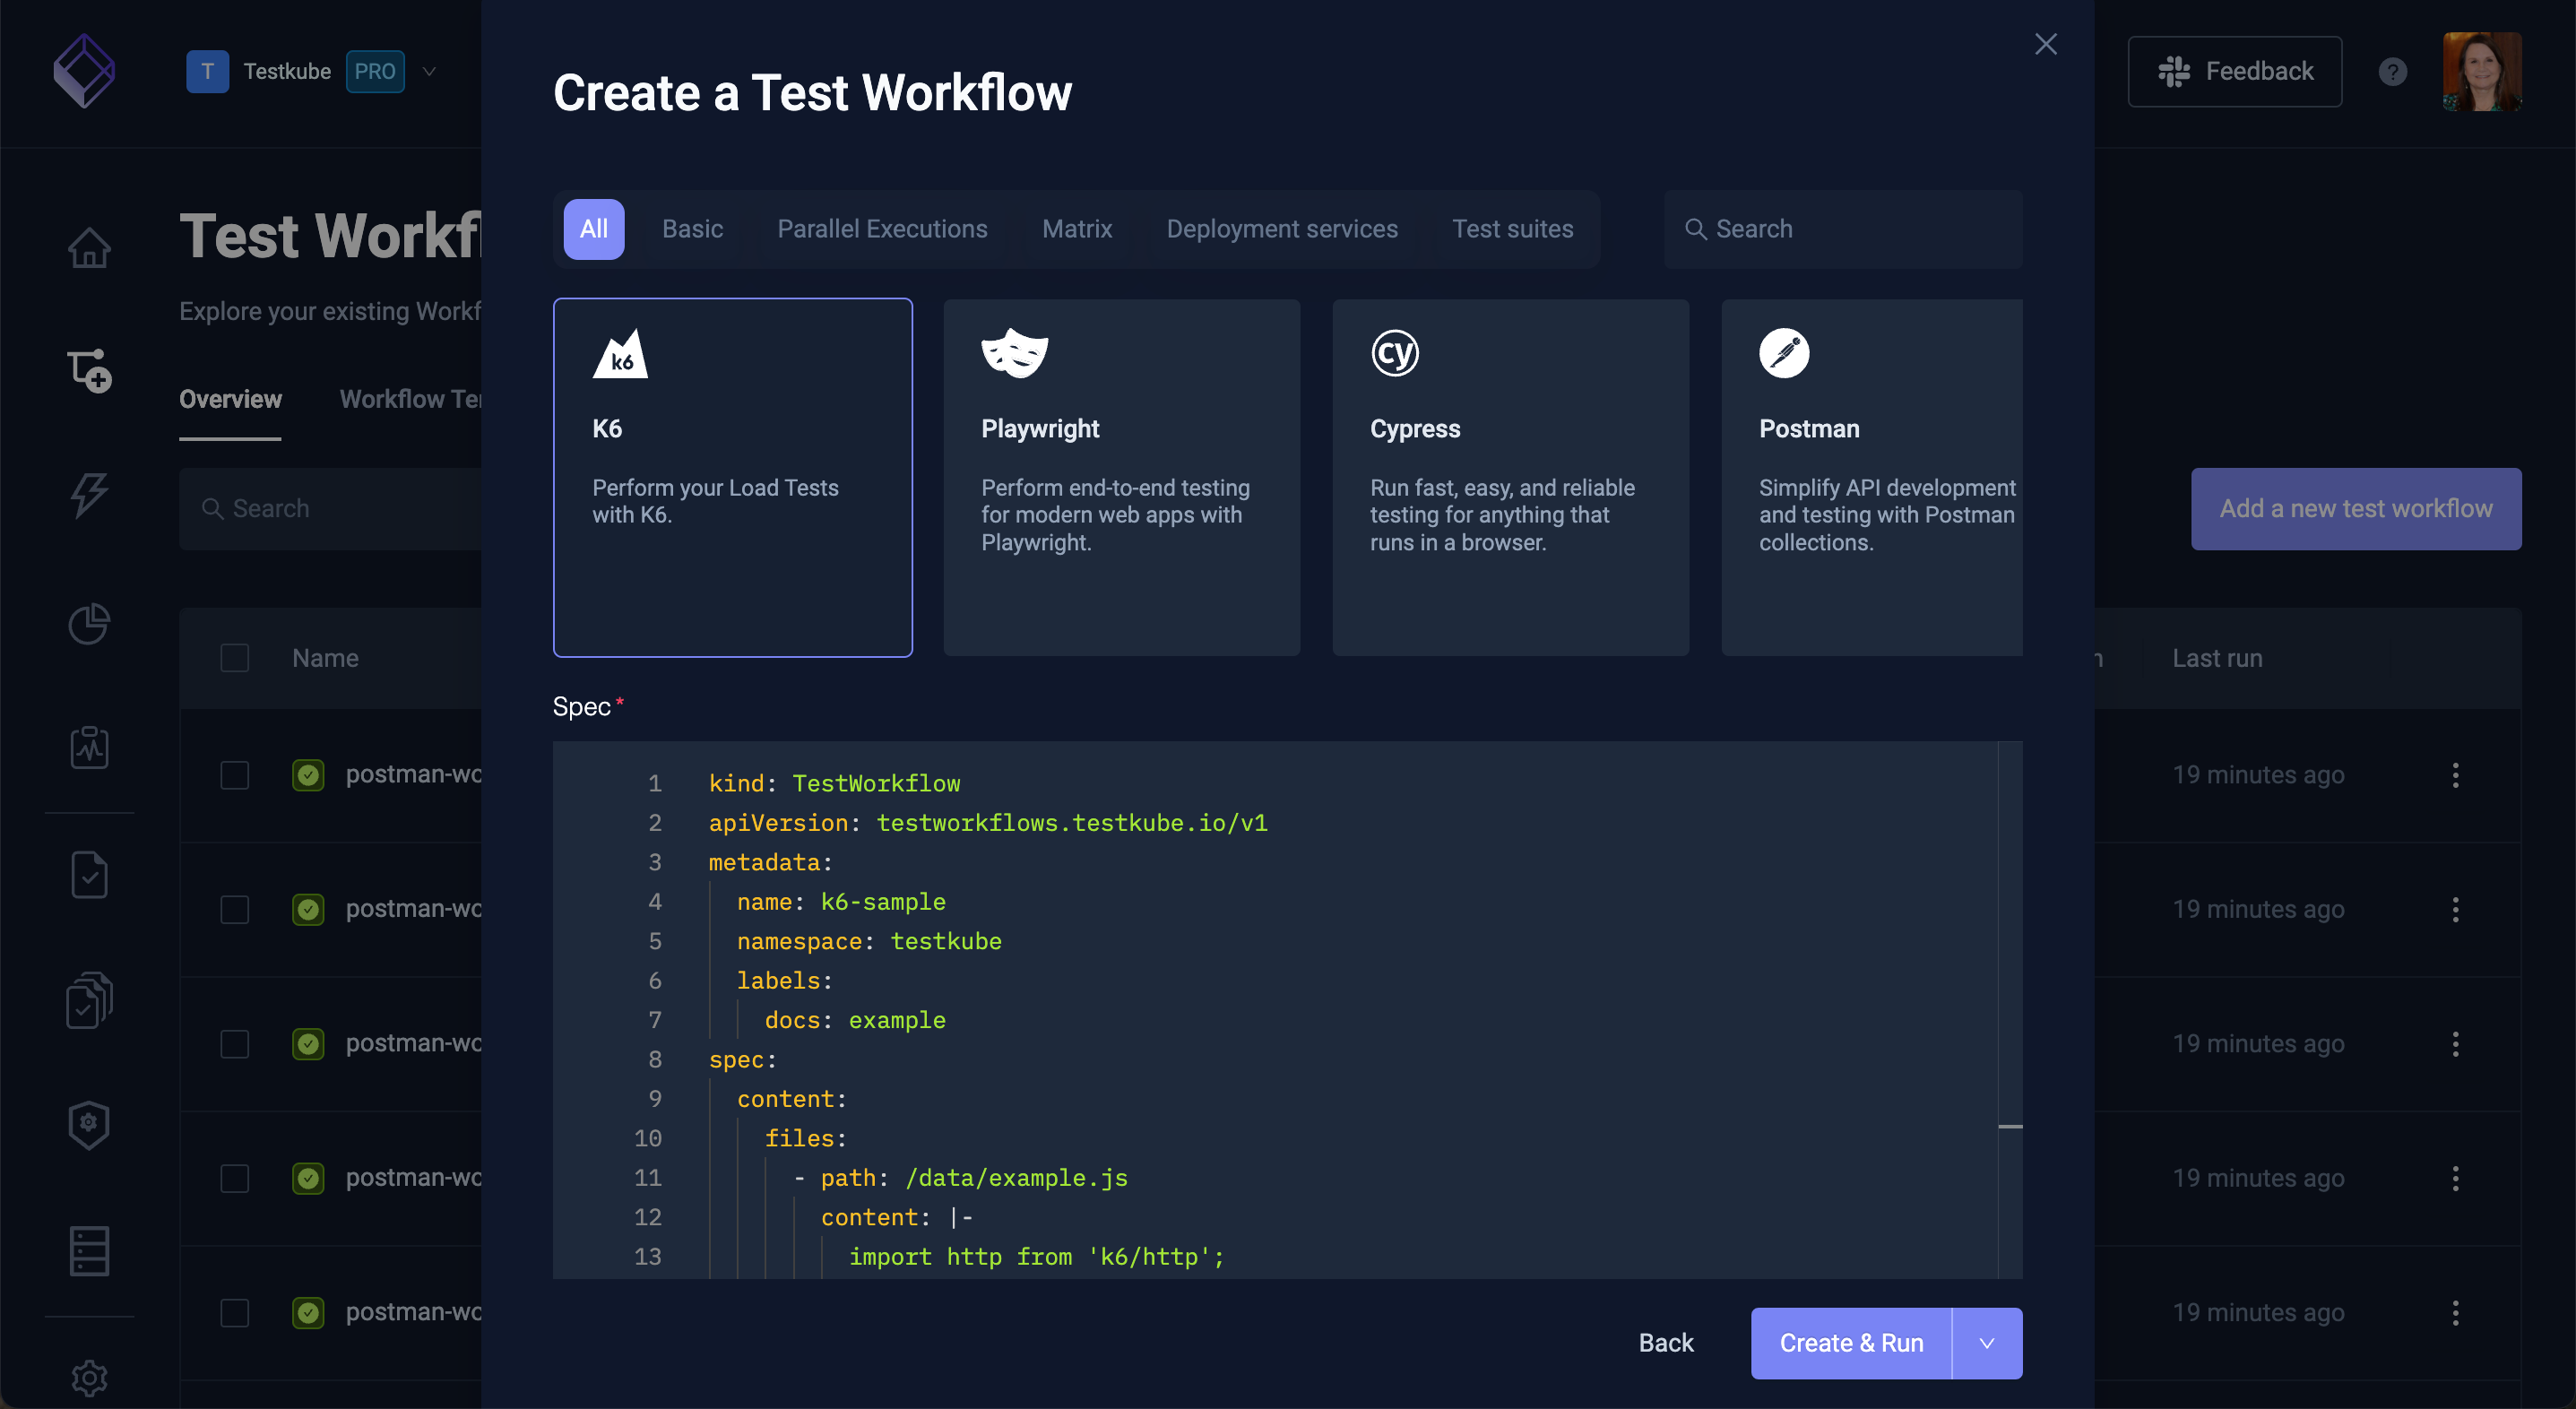 T Testkube PRO
Feedback
?
Test Workf
Explore your existing Workf
Overview
Workflow Te
Search
Add a new test workflow
Name
Last run
postman-wo
19 minutes ago
postman-wo
19 minutes ago
postman-wo
19 minutes ago
postman-wo
19 minutes ago
postman-wo
19 minutes ago
Create a Test Workflow
All
Basic
Parallel Executions
Matrix
Deployment services
Test suites
Search
k6
K6
Perform your Load Tests
with K6.
Playwright
Perform end-to-end testing
for modern web apps with
Playwright.
cy
Cypress
Run fast, easy, and reliable
testing for anything that
runs in a browser.
Postman
Simplify API development
and testing with Postman
collections.
Spec*
1 kind: TestWorkflow
2 apiVersion: testworkflows.testkube.io/v1
3 metadata:
4 name: k6-sample
5 namespace: testkube
6 labels:
7 docs: example
8 spec:
9 content:
10 files:
11 - path: /data/example.js
12 content: |-
13 import http from 'k6/http';
Back
Create & Run